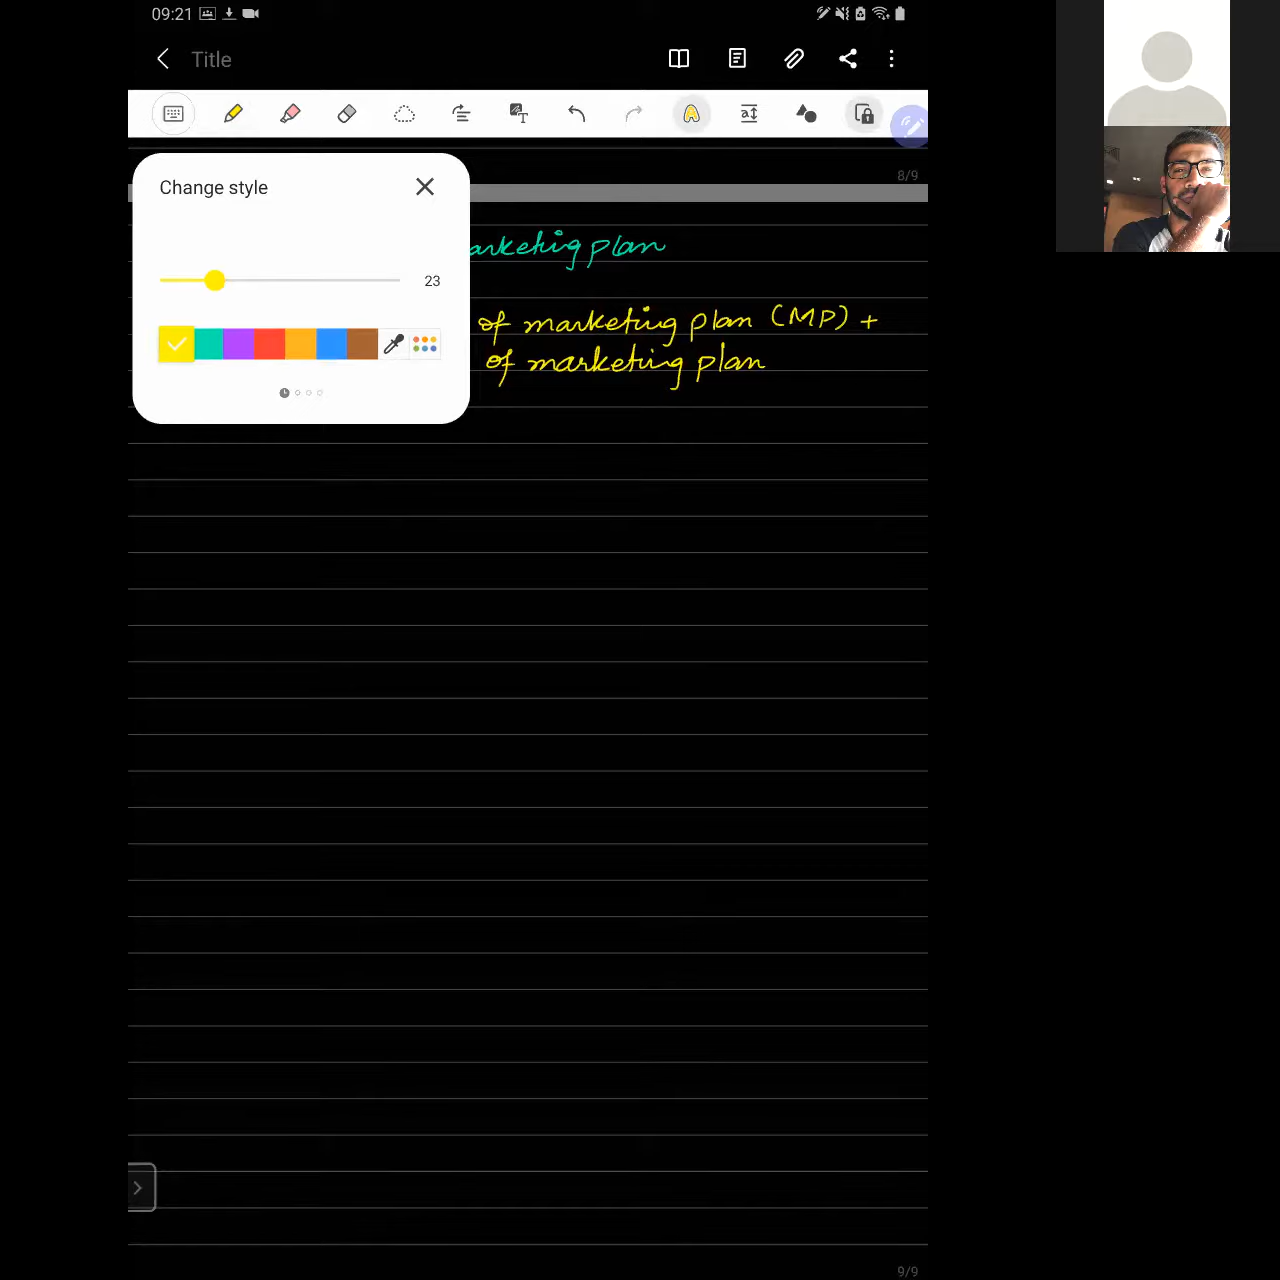 09:21
Title
8/9
Change style
arketing plan
23
of marketing plan (MP) +
of marketing plan
9/9